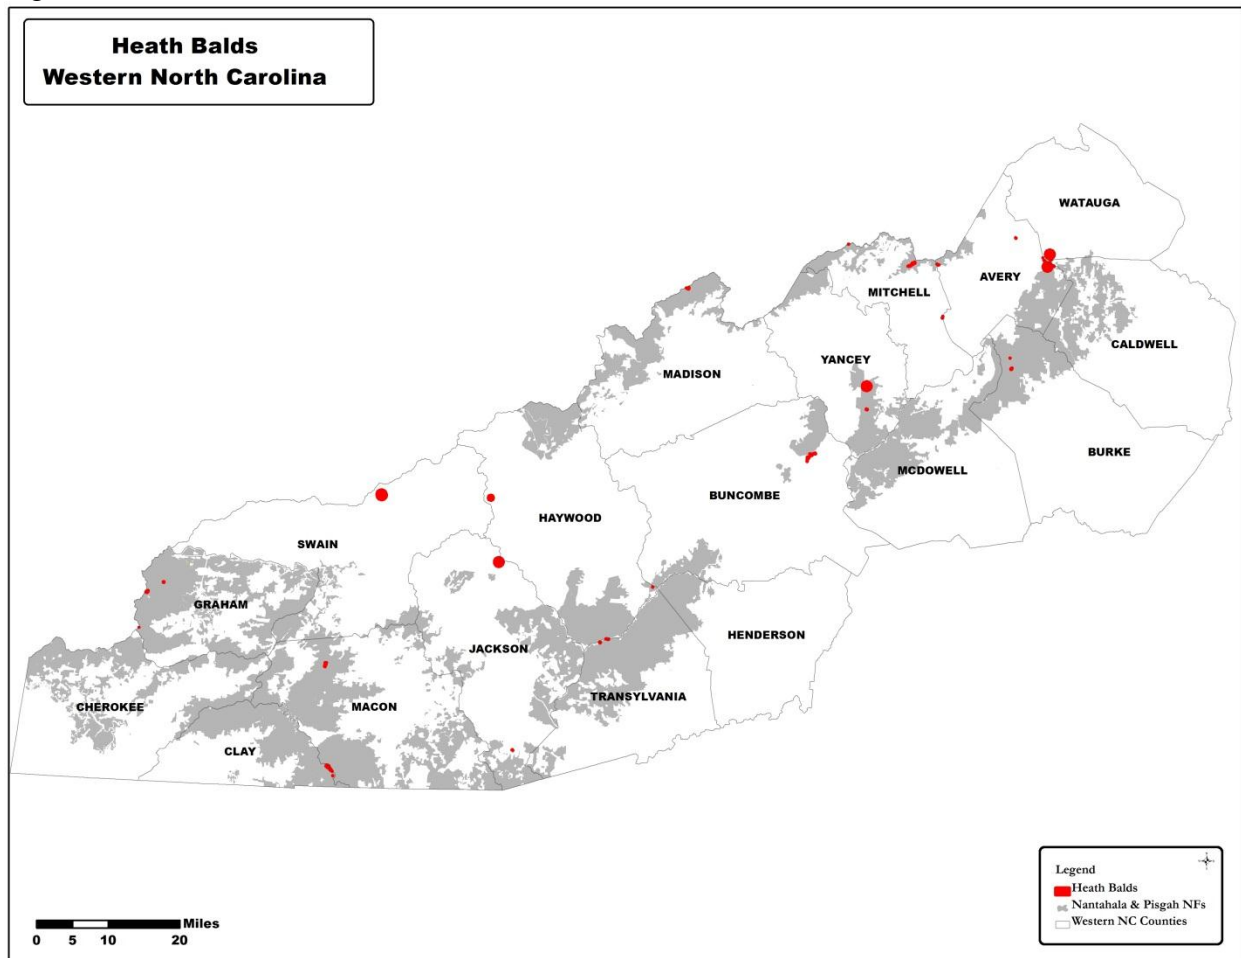 Heath Balds
Western North Carolina
WATAUGA
AVERY
MITCHELL
CALDWELL
YANCEY
MADISON
BURKE
MCDOWELL
BUNCOMBE
HAYWOOD
SWAIN
GRAHAM
HENDERSON
JACKSON
TRANSYLVANIA
CHEROKEE
MACON
CLAY
Legend
Heath Balds
Nantahala & Pisgah NFs
Western NC Counties
Miles
0 5 10 20